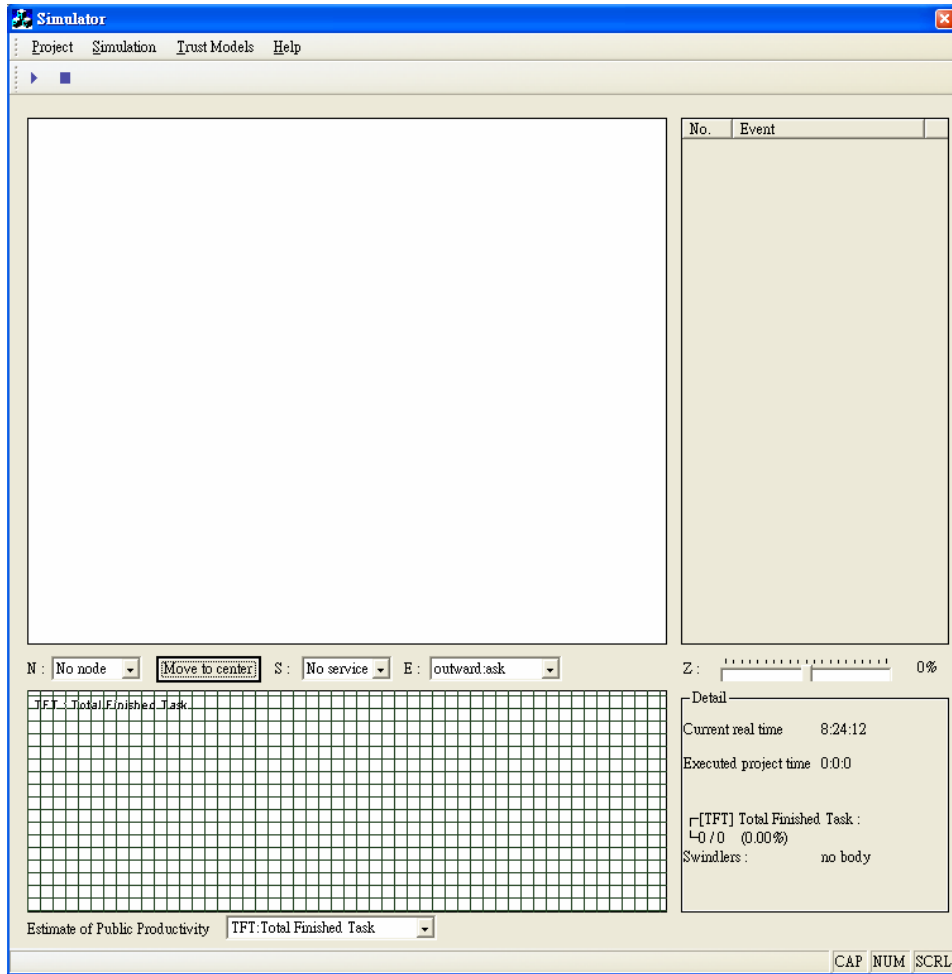 Simulator
Project Simulation Trust Models Help
No. Event
N : No node Move to center S : No service E : outward:ask Z : 0%
TFT : Total Finished Task
Detail
Current real time 8:24:12
Executed project time 0:0:0
[TFT] Total Finished Task :
0 / 0 (0.00%)
Swindlers : no body
Estimate of Public Productivity TFT:Total Finished Task
CAP NUM SCRL